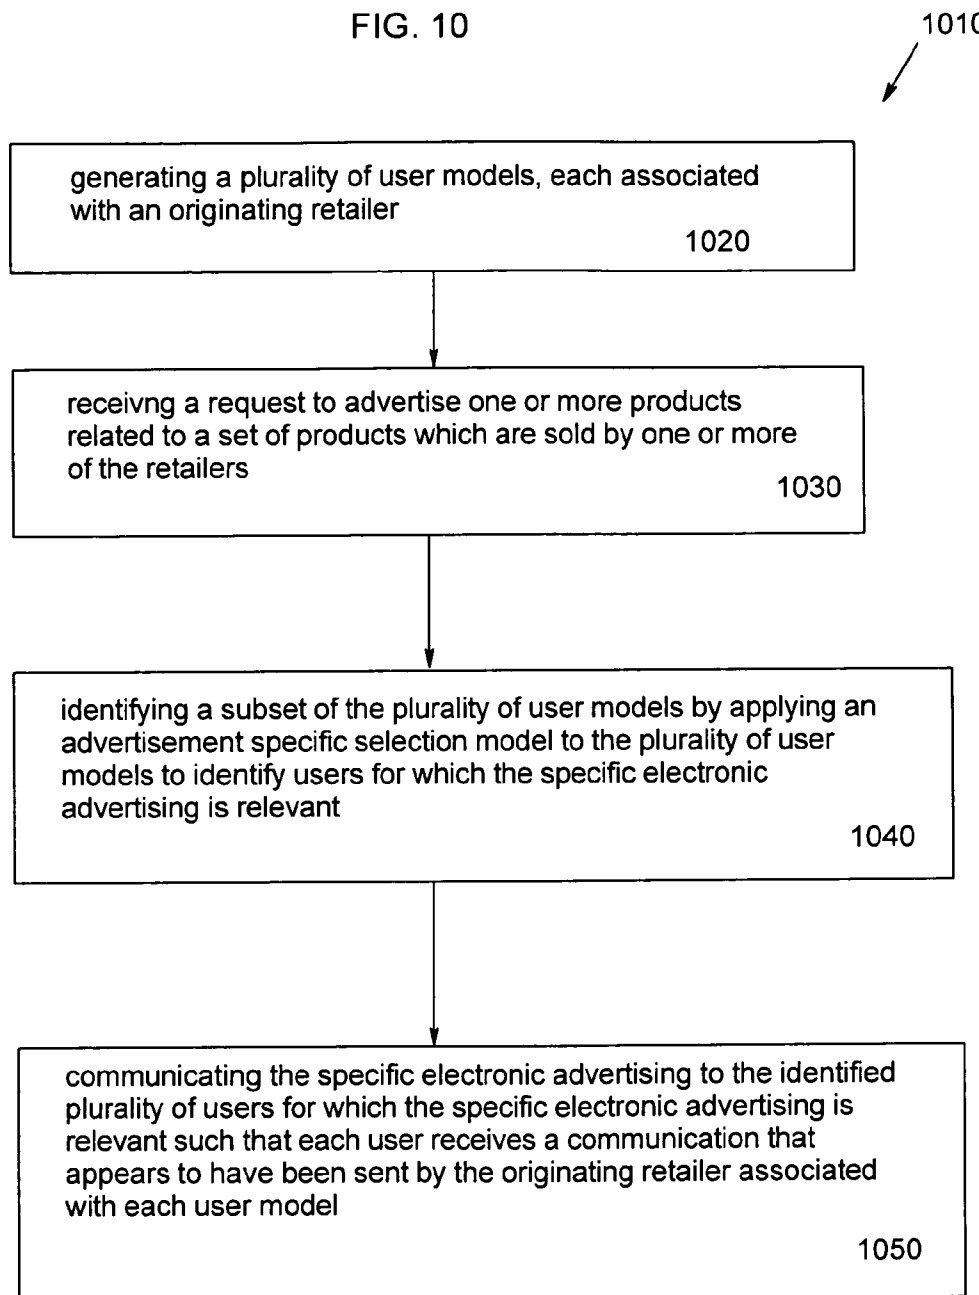 FIG. 10
1010
generating a plurality of user models, each associated
with an originating retailer
1020
receivng a request to advertise one or more products
related to a set of products which are sold by one or more
of the retailers
1030
identifying a subset of the plurality of user models by applying an
advertisement specific selection model to the plurality of user
models to identify users for which the specific electronic
advertising is relevant
1040
communicating the specific electronic advertising to the identified
plurality of users for which the specific electronic advertising is
relevant such that each user receives a communication that
appears to have been sent by the originating retailer associated
with each user model
1050